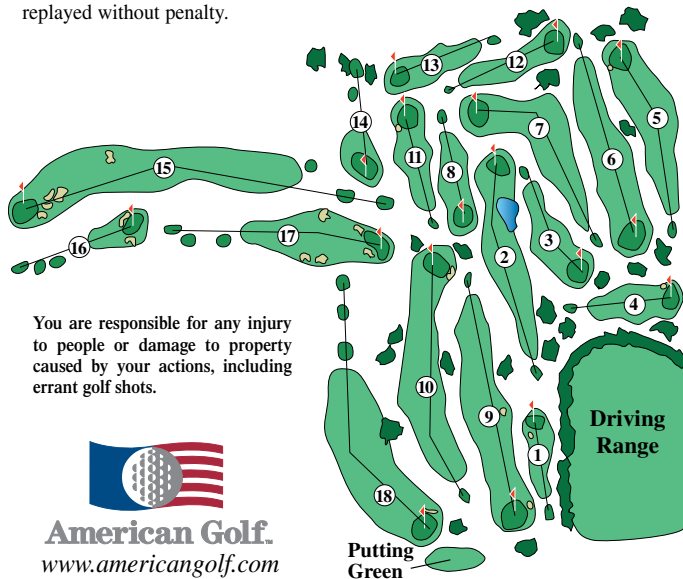 replayed without penalty.
13
12
14
11
8
7
6
5
15
16
17
2
3
4
You are responsible for any injury
to people or damage to property
caused by your actions, including
errant golf shots.
10
9
1
18
Driving
Range
American Golf™
www.americangolf.com
Putting
Green